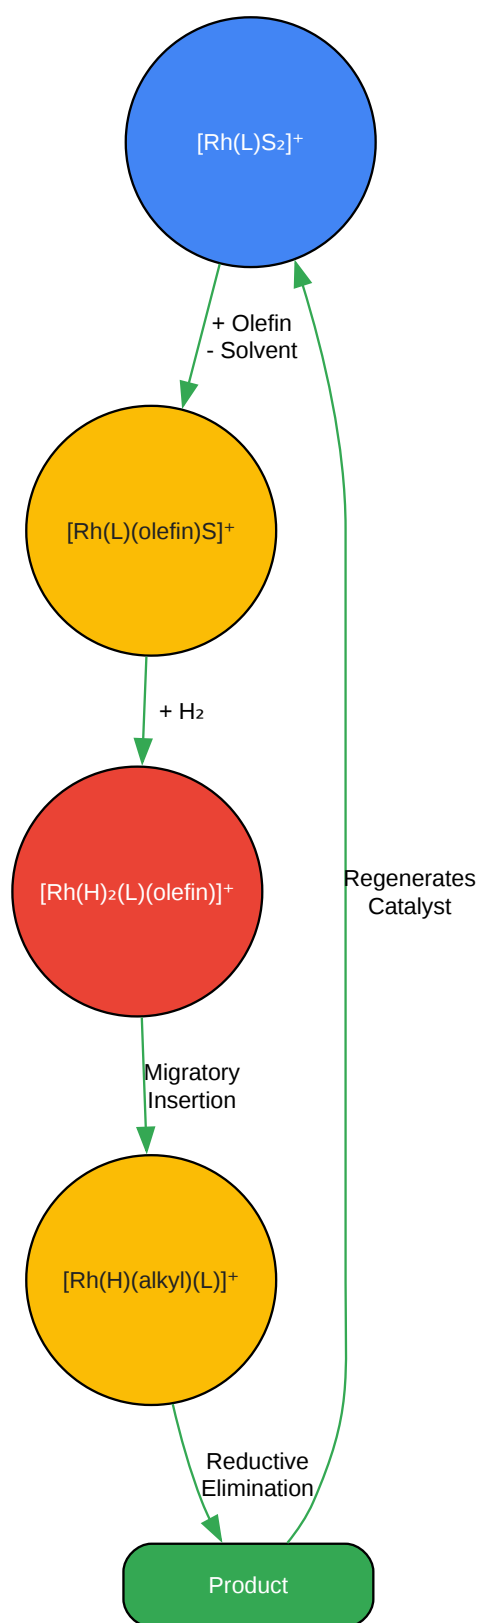 [Rh(L)S₂]⁺
+ Olefin
- Solvent
[Rh(L)(olefin)S]⁺
+ H₂
[Rh(H)₂(L)(olefin)]⁺
Regenerates
Catalyst
Migratory
Insertion
[Rh(H)(alkyl)(L)]⁺
Reductive
Elimination
Product